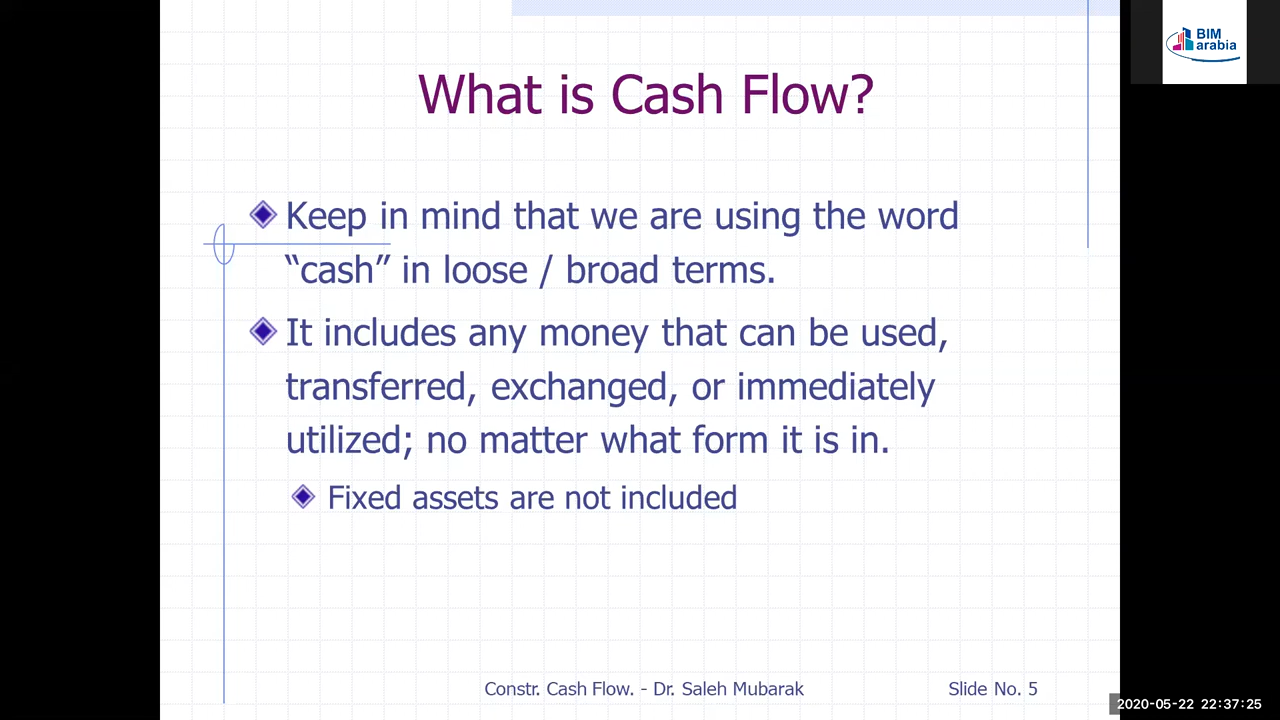 What is Cash Flow?
Keep in mind that we are using the word
“cash” in loose / broad terms.
It includes any money that can be used,
transferred, exchanged, or immediately
utilized; no matter what form it is in.
Fixed assets are not included
Constr. Cash Flow. - Dr. Saleh Mubarak
Slide No. 5
BIM
arabia
2020-05-22 22:37:25